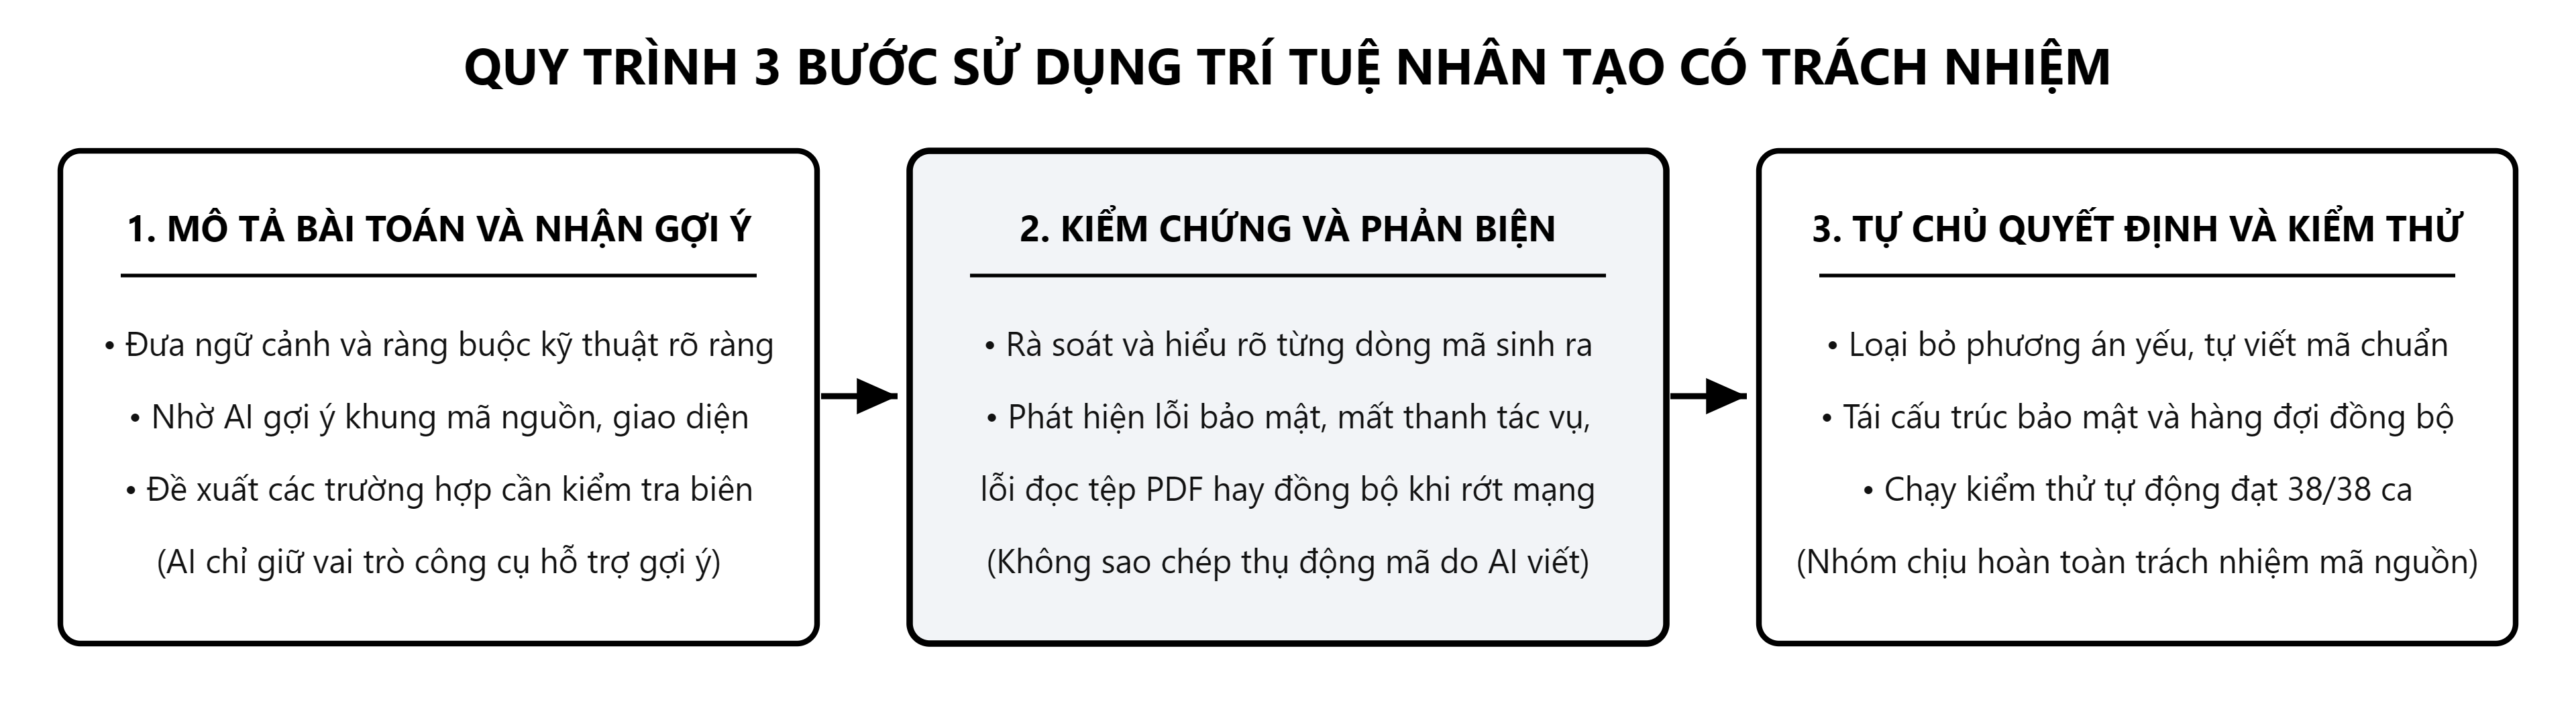 QUY TRÌNH 3 BƯỚC SỬ DỤNG TRÍ TUỆ NHÂN TẠO CÓ TRÁCH NHIỆM
1. MÔ TẢ BÀI TOÁN VÀ NHẬN GỢI Ý
• Đưa ngữ cảnh và ràng buộc kỹ thuật rõ ràng
• Nhờ AI gợi ý khung mã nguồn, giao diện
• Đề xuất các trường hợp cần kiểm tra biên
(AI chỉ giữ vai trò công cụ hỗ trợ gợi ý)
2. KIỂM CHỨNG VÀ PHẢN BIỆN
• Rà soát và hiểu rõ từng dòng mã sinh ra
• Phát hiện lỗi bảo mật, mất thanh tác vụ,
lỗi đọc tệp PDF hay đồng bộ khi rớt mạng
(Không sao chép thụ động mã do AI viết)
3. TỰ CHỦ QUYẾT ĐỊNH VÀ KIỂM THỬ
• Loại bỏ phương án yếu, tự viết mã chuẩn
• Tái cấu trúc bảo mật và hàng đợi đồng bộ
• Chạy kiểm thử tự động đạt 38/38 ca
(Nhóm chịu hoàn toàn trách nhiệm mã nguồn)